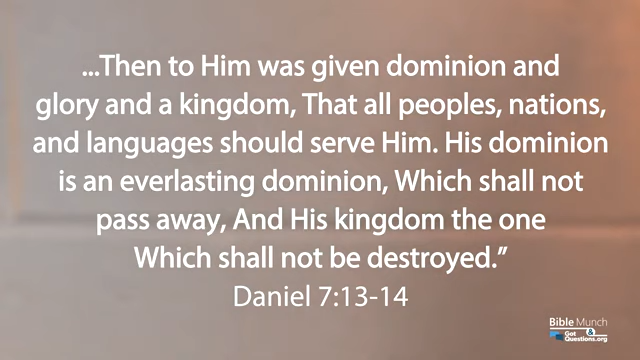 ...Then to Him was given dominion and
glory and a kingdom, That all peoples, nations,
and languages should serve Him. His dominion
is an everlasting dominion, Which shall not
pass away, And His kingdom the one
Which shall not be destroyed.”
Daniel 7:13-14
Bible Munch
&
Got
Questions.org